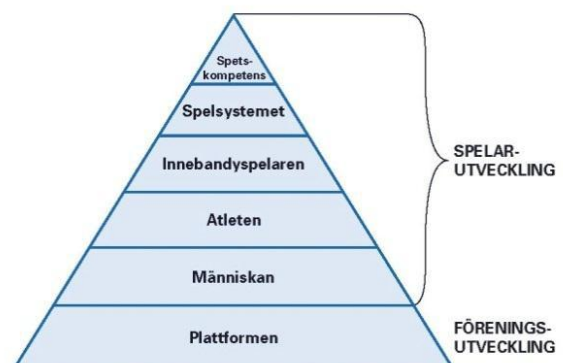 Spets-
kompetens
Spelsystemet
Innebandyspelaren
Atleten
Människan
Plattformen
SPELAR-
UTVECKLING
FÖRENINGS-
UTVECKLING